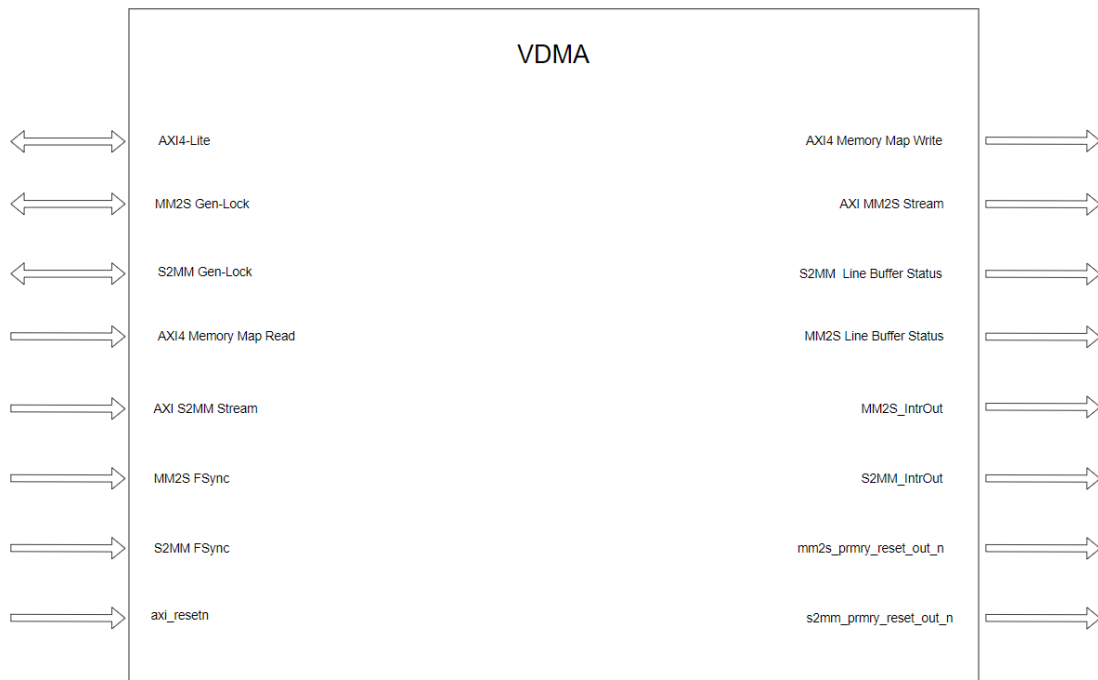 VDMA
AXI4-Lite
AXI4 Memory Map Write
MM2S Gen-Lock
AXI MM2S Stream
S2MM Gen-Lock
S2MM Line Buffer Status
AXI4 Memory Map Read
MM2S Line Buffer Status
AXI S2MM Stream
MM2S_IntrOut
MM2S FSync
S2MM_IntrOut
S2MM FSync
mm2s_prmry_reset_out_n
axi_resetn
s2mm_prmry_reset_out_n